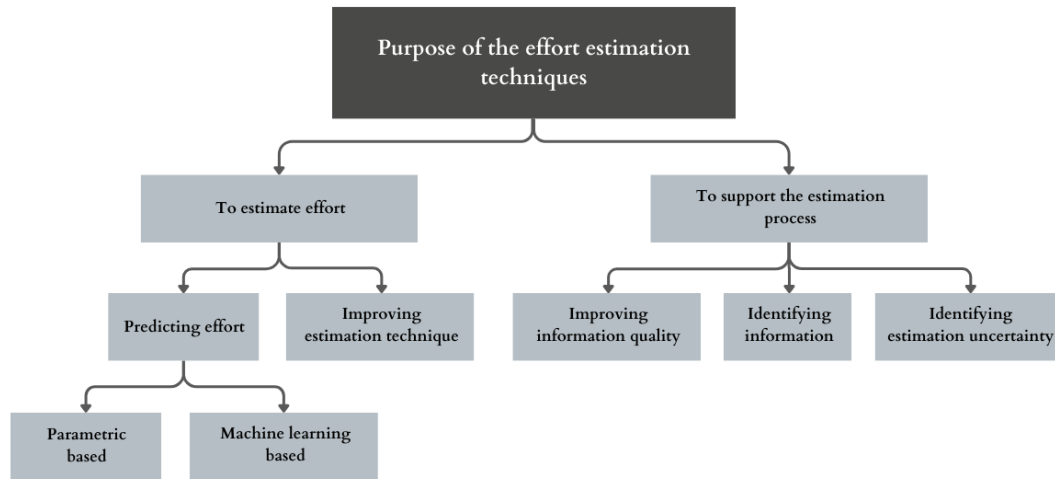 Purpose of the effort estimation
techniques
To estimate effort
To support the estimation
process
Predicting effort
Improving
estimation technique
Improving
information quality
Identifying
information
Identifying
estimation uncertainty
Parametric
based
Machine learning
based